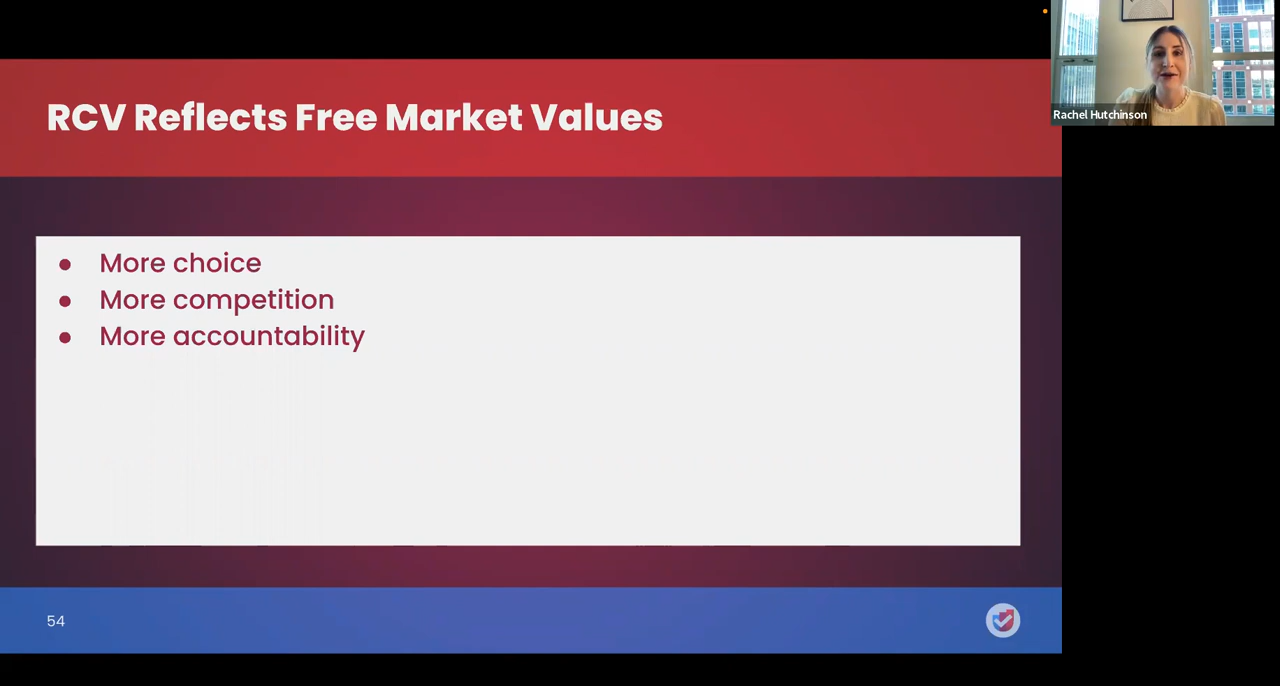 RCV Reflects Free Market Values
Rachel Hutchinson
● More choice
● More competition
● More accountability
54